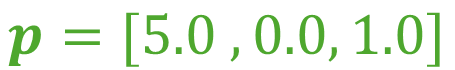 p = [5.0 , 0.0, 1.0]